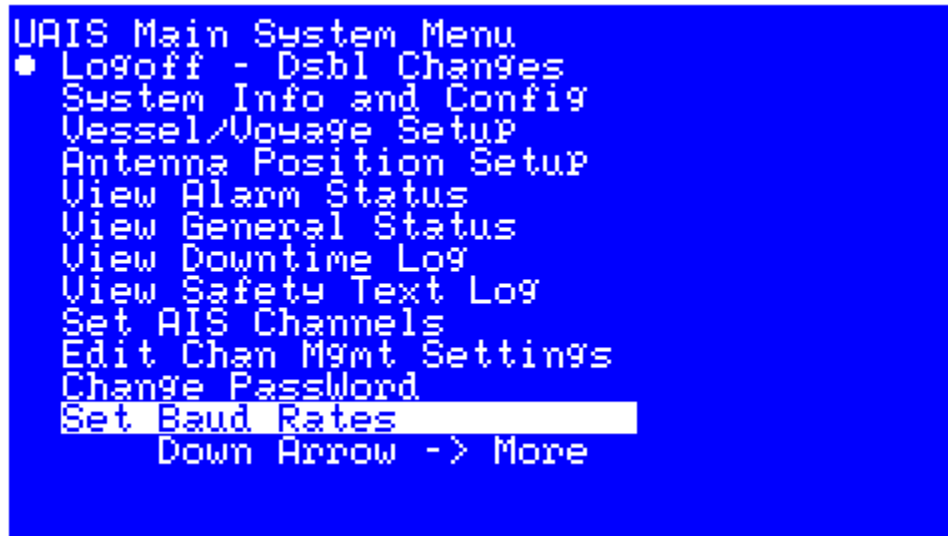 UAIS Main System Menu
• Logoff - Dsbl Changes
System Info and Config
Vessel/Voyage Setup
Antenna Position Setup
View Alarm Status
View General Status
View Downtime Log
View Safety Text Log
Set AIS Channels
Edit Chan Mgmt Settings
Change PassWord
Set Baud Rates
Down Arrow -> More